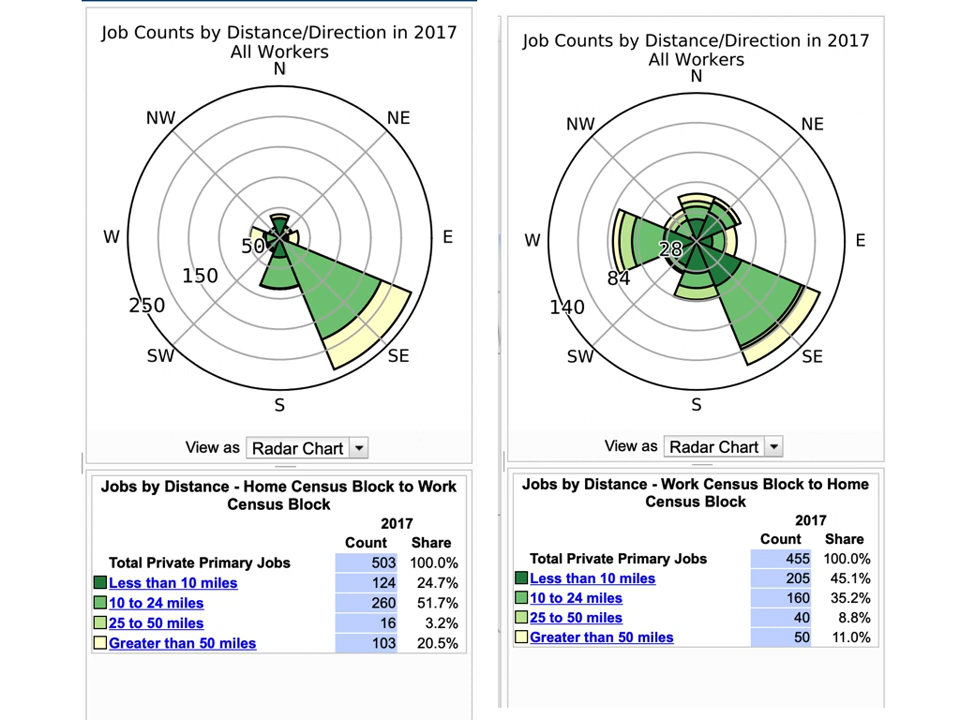 Job Counts by Distance/Direction in 2017
All Workers
N
NW
NE
W
E
50
150
250
SW
SE
S
View as Radar Chart
Jobs by Distance - Home Census Block to Work
Census Block
2017
Count Share
Total Private Primary Jobs 503 100.0%
Less than 10 miles 124 24.7%
10 to 24 miles 260 51.7%
25 to 50 miles 16 3.2%
Greater than 50 miles 103 20.5%
Job Counts by Distance/Direction in 2017
All Workers
N
NW
NE
W
E
28
84
140
SW
SE
S
View as Radar Chart
Jobs by Distance - Work Census Block to Home
Census Block
2017
Count Share
Total Private Primary Jobs 455 100.0%
Less than 10 miles 205 45.1%
10 to 24 miles 160 35.2%
25 to 50 miles 40 8.8%
Greater than 50 miles 50 11.0%